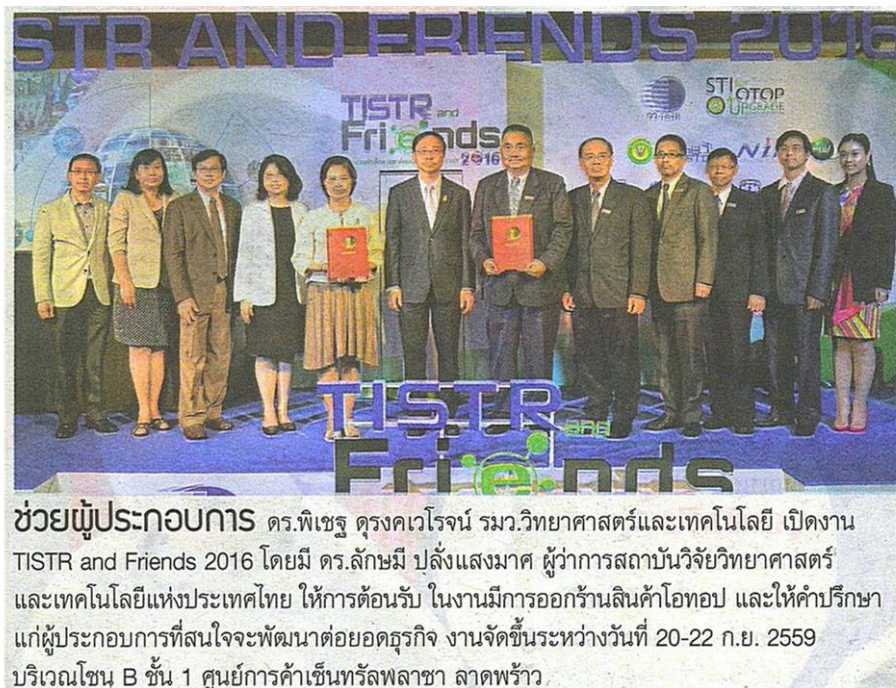 ISTR AND FRIENDS 2016
TISTR and
Friends
2016
วว.
STI for
OTOP
UPGRADE
TISTR and
Friends
ช่วยผู้ประกอบการ ดร.พิเชฐ ดุรงคเวโรจน์ รมว.วิทยาศาสตร์และเทคโนโลยี เปิดงาน
TISTR and Friends 2016 โดยมี ดร.ลักษมี ปลั่งแสงมาศ ผู้ว่าการสถาบันวิจัยวิทยาศาสตร์
และเทคโนโลยีแห่งประเทศไทย ให้การต้อนรับ ในงานมีการออกร้านสินค้าโอทอป และให้คำปรึกษา
แก่ผู้ประกอบการที่สนใจจะพัฒนาต่อยอดธุรกิจ งานจัดขึ้นระหว่างวันที่ 20-22 ก.ย. 2559
บริเวณโซน B ชั้น 1 ศูนย์การค้าเซ็นทรัลพลาซา ลาดพร้าว